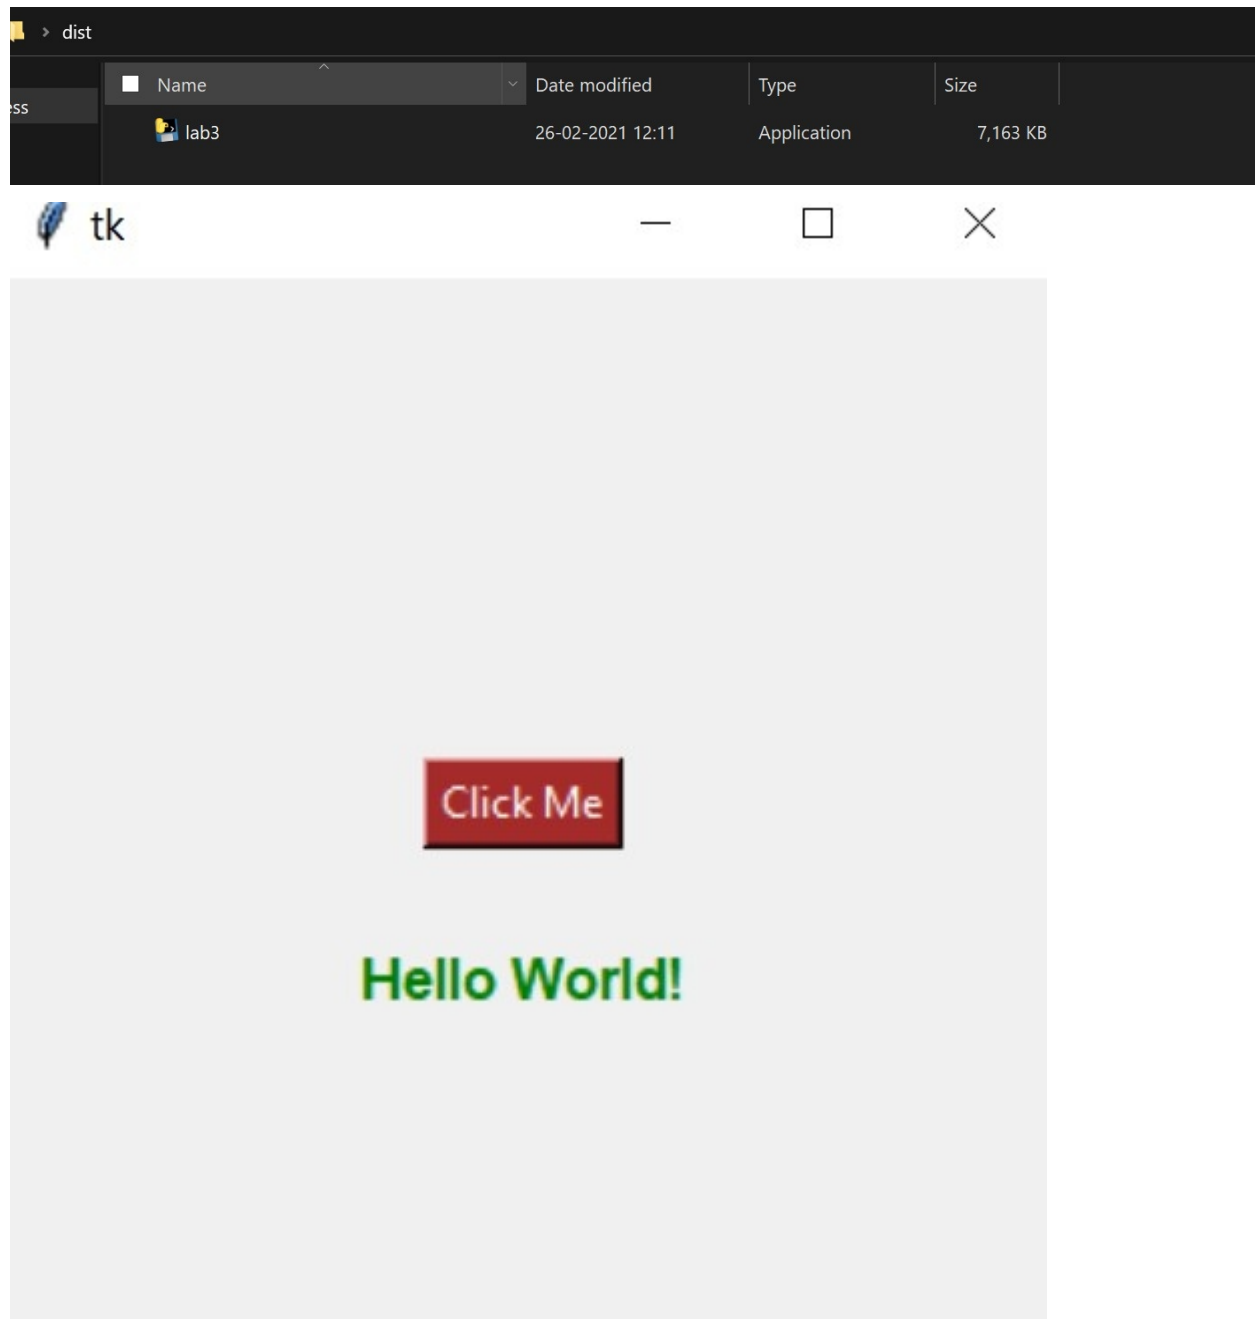 dist
Name Date modified Type Size
ess
lab3 26-02-2021 12:11 Application 7,163 KB
tk
Click Me
Hello World!